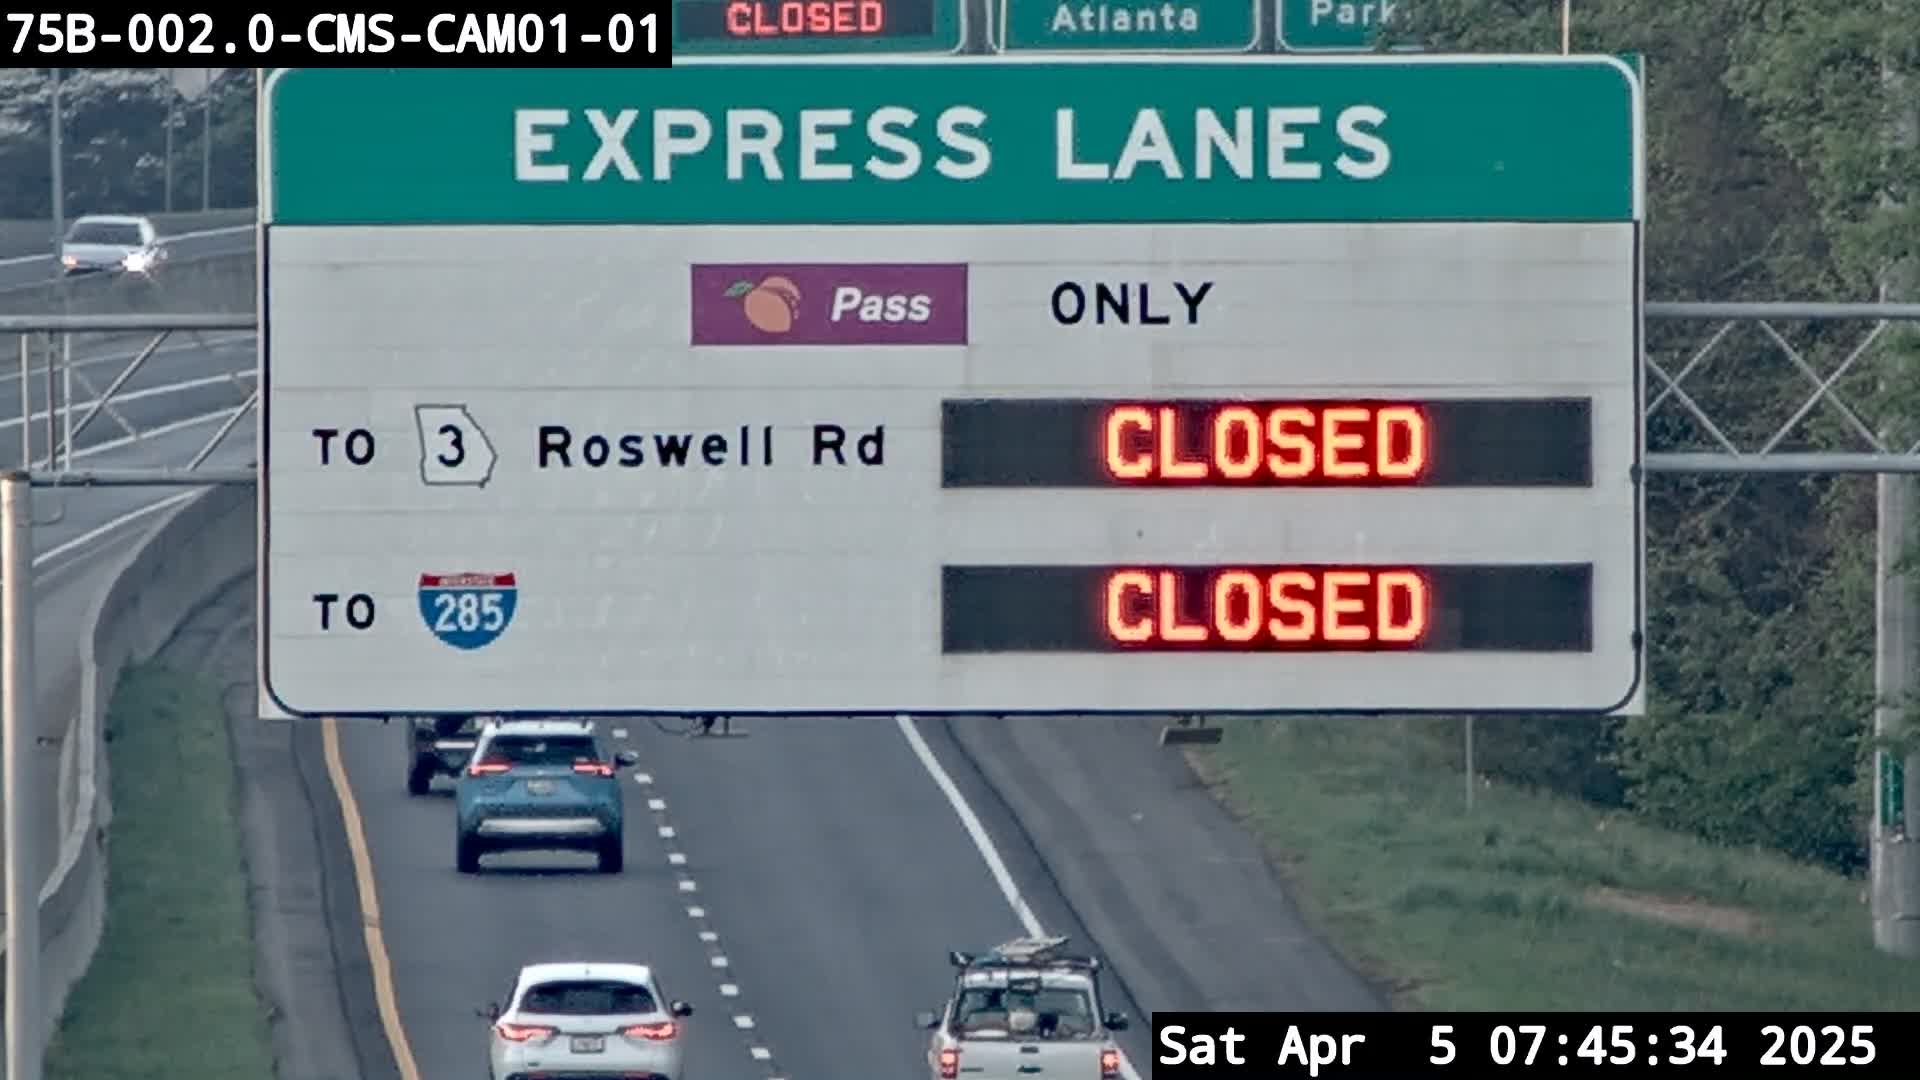 75B-002.0-CMS-CAM01-01
CLOSED
Atlanta
Park
EXPRESS LANES
Pass ONLY
TO 3 Roswell Rd CLOSED
INTERSTATE
TO 285 CLOSED
Sat Apr 5 07:45:34 2025